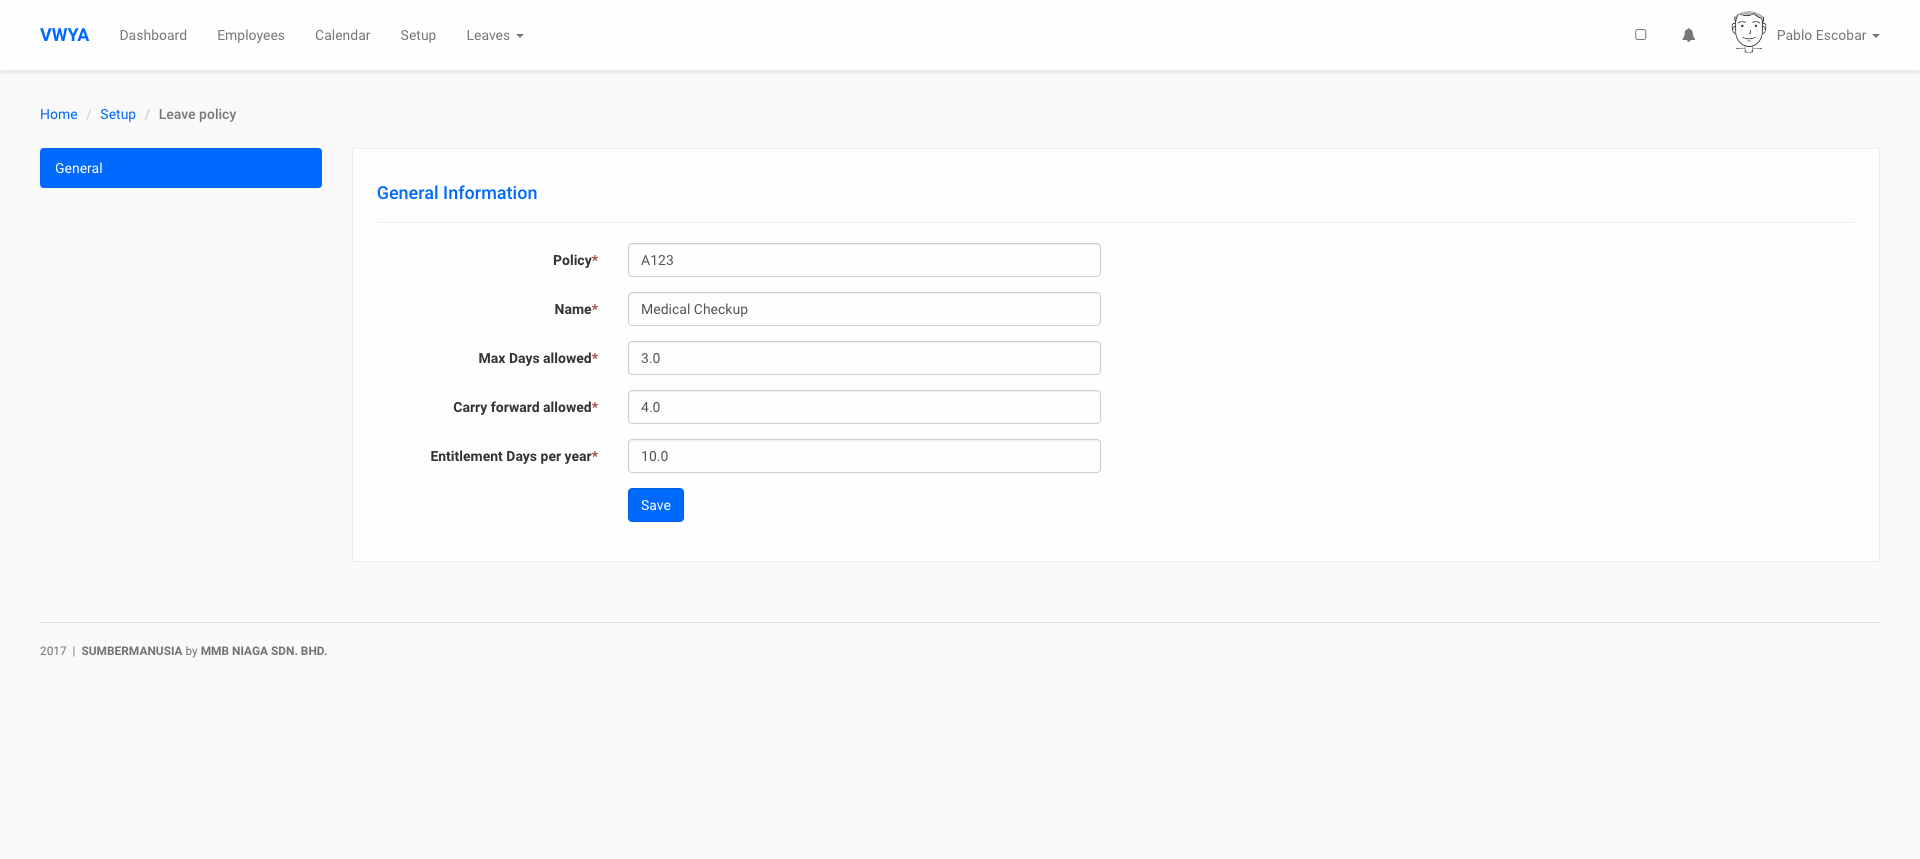 VWYA Dashboard Employees Calendar Setup Leaves Pablo Escobar
Home / Setup / Leave policy
General
General Information
Policy* A123
Name* Medical Checkup
Max Days allowed* 3.0
Carry forward allowed* 4.0
Entitlement Days per year* 10.0
Save
2017 | SUMBERMANUSIA by MMB NIAGA SDN. BHD.